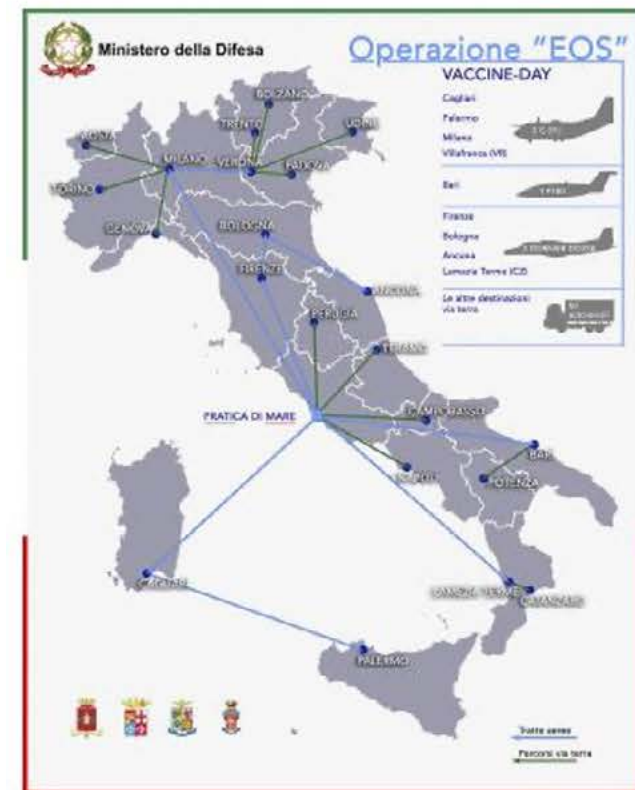 Ministero della Difesa
Operazione "EOS"
VACCINE-DAY
Cagliari
Palermo
Milano
Villafranca (VR)
Bari
Firenze
Bologna
Ancona
Lamezia Terme (CZ)
Le altre destinazioni
via terra
BOLZANO
TRENTO
UDINE
AOSTA
MILANO
VERONA
PADOVA
TORINO
GENOVA
BOLOGNA
FIRENZE
ANCONA
PERUGIA
TERAMO
PRATICA DI MARE
CAMPOBASSO
BARI
NAPOLI
POTENZA
CAGLIARI
LAMEZIA TERME
CATANZARO
PALERMO
Tratte aeree
Percorsi via terra